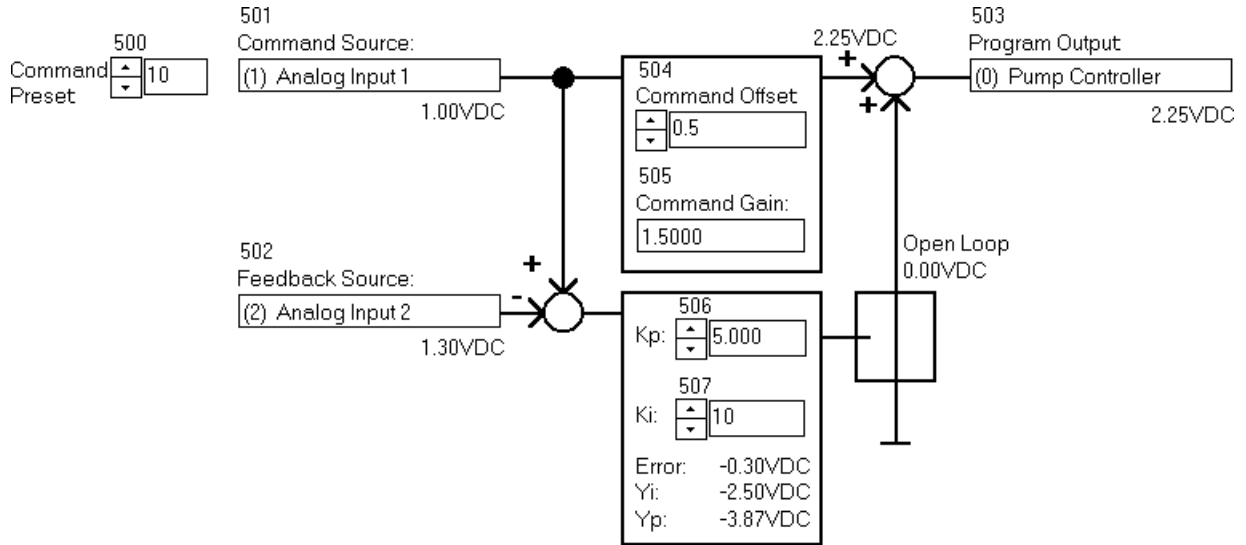 500
Command
Preset
10
501
Command Source:
(1) Analog Input 1
1.00VDC
502
Feedback Source:
(2) Analog Input 2
1.30VDC
+
-
504
Command Offset
0.5
505
Command Gain:
1.5000
506
Kp: 5.000
507
Ki: 10
Error: -0.30VDC
Yi: -2.50VDC
Yp: -3.87VDC
2.25VDC
+
+
503
Program Output
(0) Pump Controller
2.25VDC
Open Loop
0.00VDC